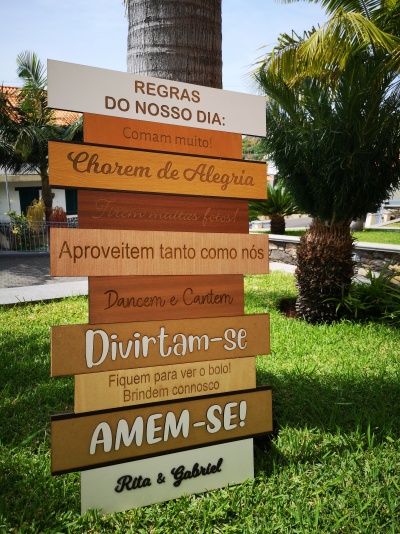 REGRAS
DO NOSSO DIA:
Comam muito!
Chorem de Alegria
Tirem muitas fotos!
Aproveitem tanto como nós
Dancem e Cantem
Divirtam-se
Fiquem para ver o bolo!
Brindem connosco
AMEM-SE!
Rita & Gabriel